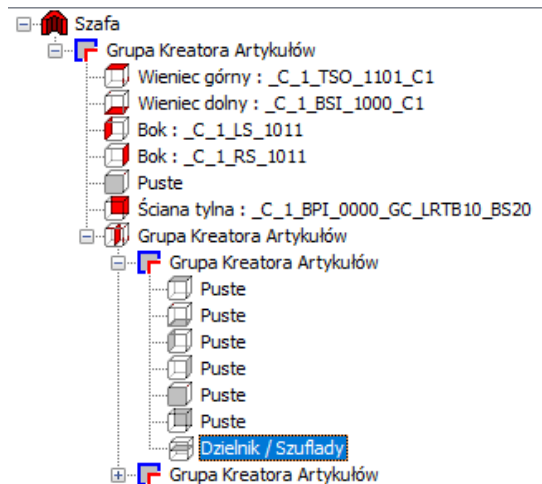 Szafa
Grupa Kreatora Artykułów
Wieniec górny : _C_1_TSO_1101_C1
Wieniec dolny : _C_1_BSI_1000_C1
Bok : _C_1_LS_1011
Bok : _C_1_RS_1011
Puste
Ściana tylna : _C_1_BPI_0000_GC_LRTB10_BS20
Grupa Kreatora Artykułów
Grupa Kreatora Artykułów
Puste
Puste
Puste
Puste
Puste
Puste
Dzielnik / Szuflady
Grupa Kreatora Artykułów